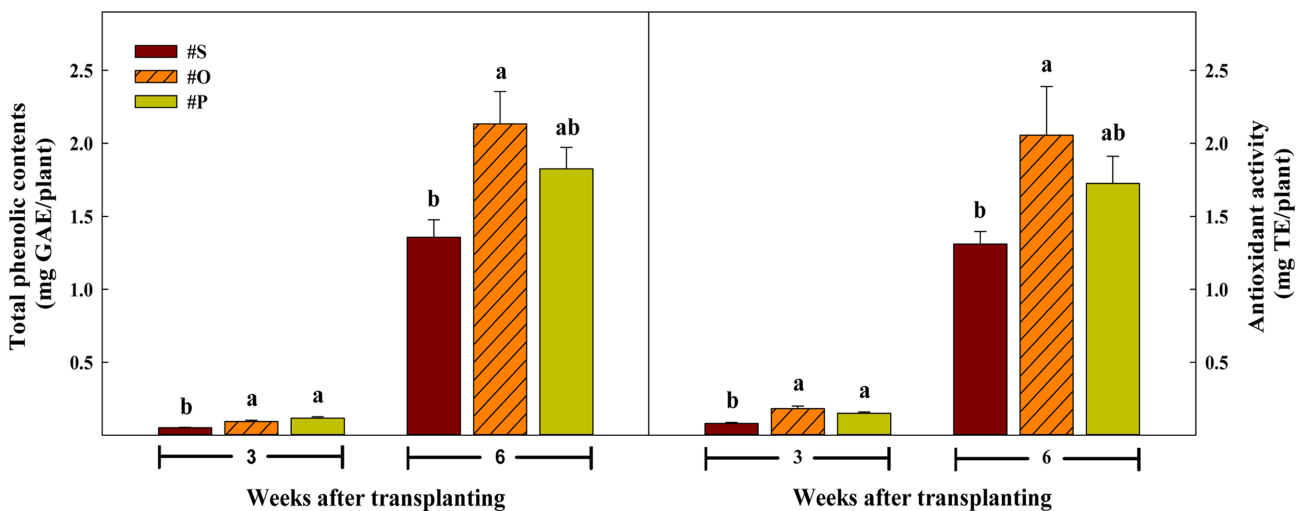 Total phenolic contents
(mg GAE/plant)
2.5
2.0
1.5
1.0
0.5
#S
#O
#P
b
a
a
b
a
ab
3
6
Weeks after transplanting
b
a
a
b
a
ab
3
6
Weeks after transplanting
2.5
2.0
1.5
1.0
0.5
Antioxidant activity
(mg TE/plant)